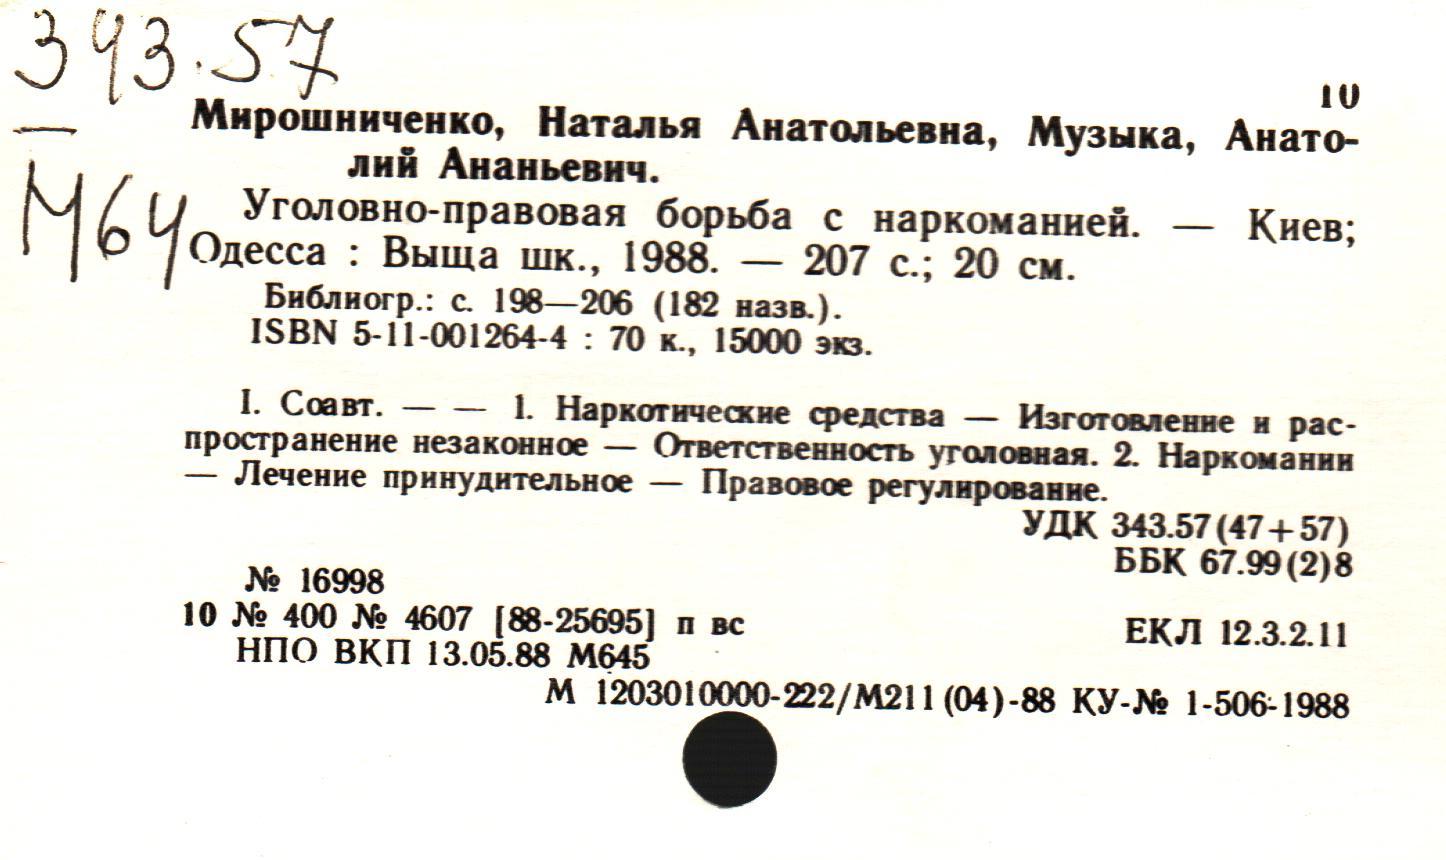 343.57
10
Мирошниченко, Наталья Анатольевна, Музыка, Анато-
лий Ананьевич.
М64
Уголовно-правовая борьба с наркоманией. — Киев;
Одесса : Выща шк., 1988. — 207 с.; 20 см.
Библиогр.: с. 198—206 (182 назв.).
ISBN 5-11-001264-4 : 70 к., 15000 экз.
I. Соавт. — — 1. Наркотические средства — Изготовление и рас-
пространение незаконное — Ответственность уголовная. 2. Наркомании
— Лечение принудительное — Правовое регулирование.
УДК 343.57(47+57)
ББК 67.99(2)8
№ 16998
10 № 400 № 4607 [88-25695] п вс
ЕКЛ 12.3.2.11
НПО ВКП 13.05.88 М645
М 1203010000-222/М211(04)-88 КУ-№ 1-506-1988